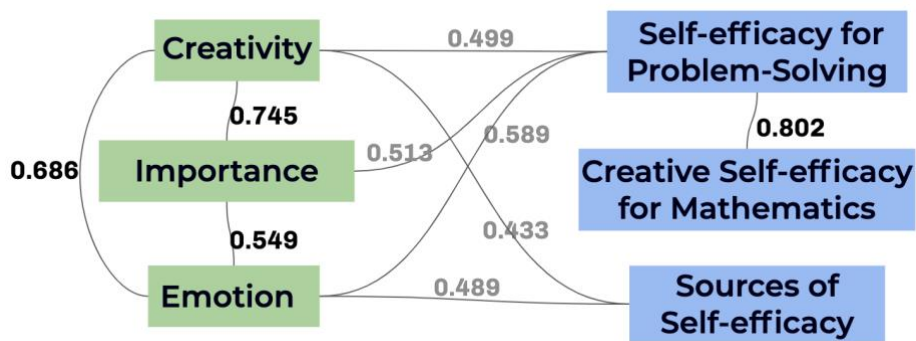 Creativity
0.499
Self-efficacy for
Problem-Solving
0.745
0.589
0.802
0.686
Importance
0.513
Creative Self-efficacy
for Mathematics
0.549
0.433
Emotion
0.489
Sources of
Self-efficacy